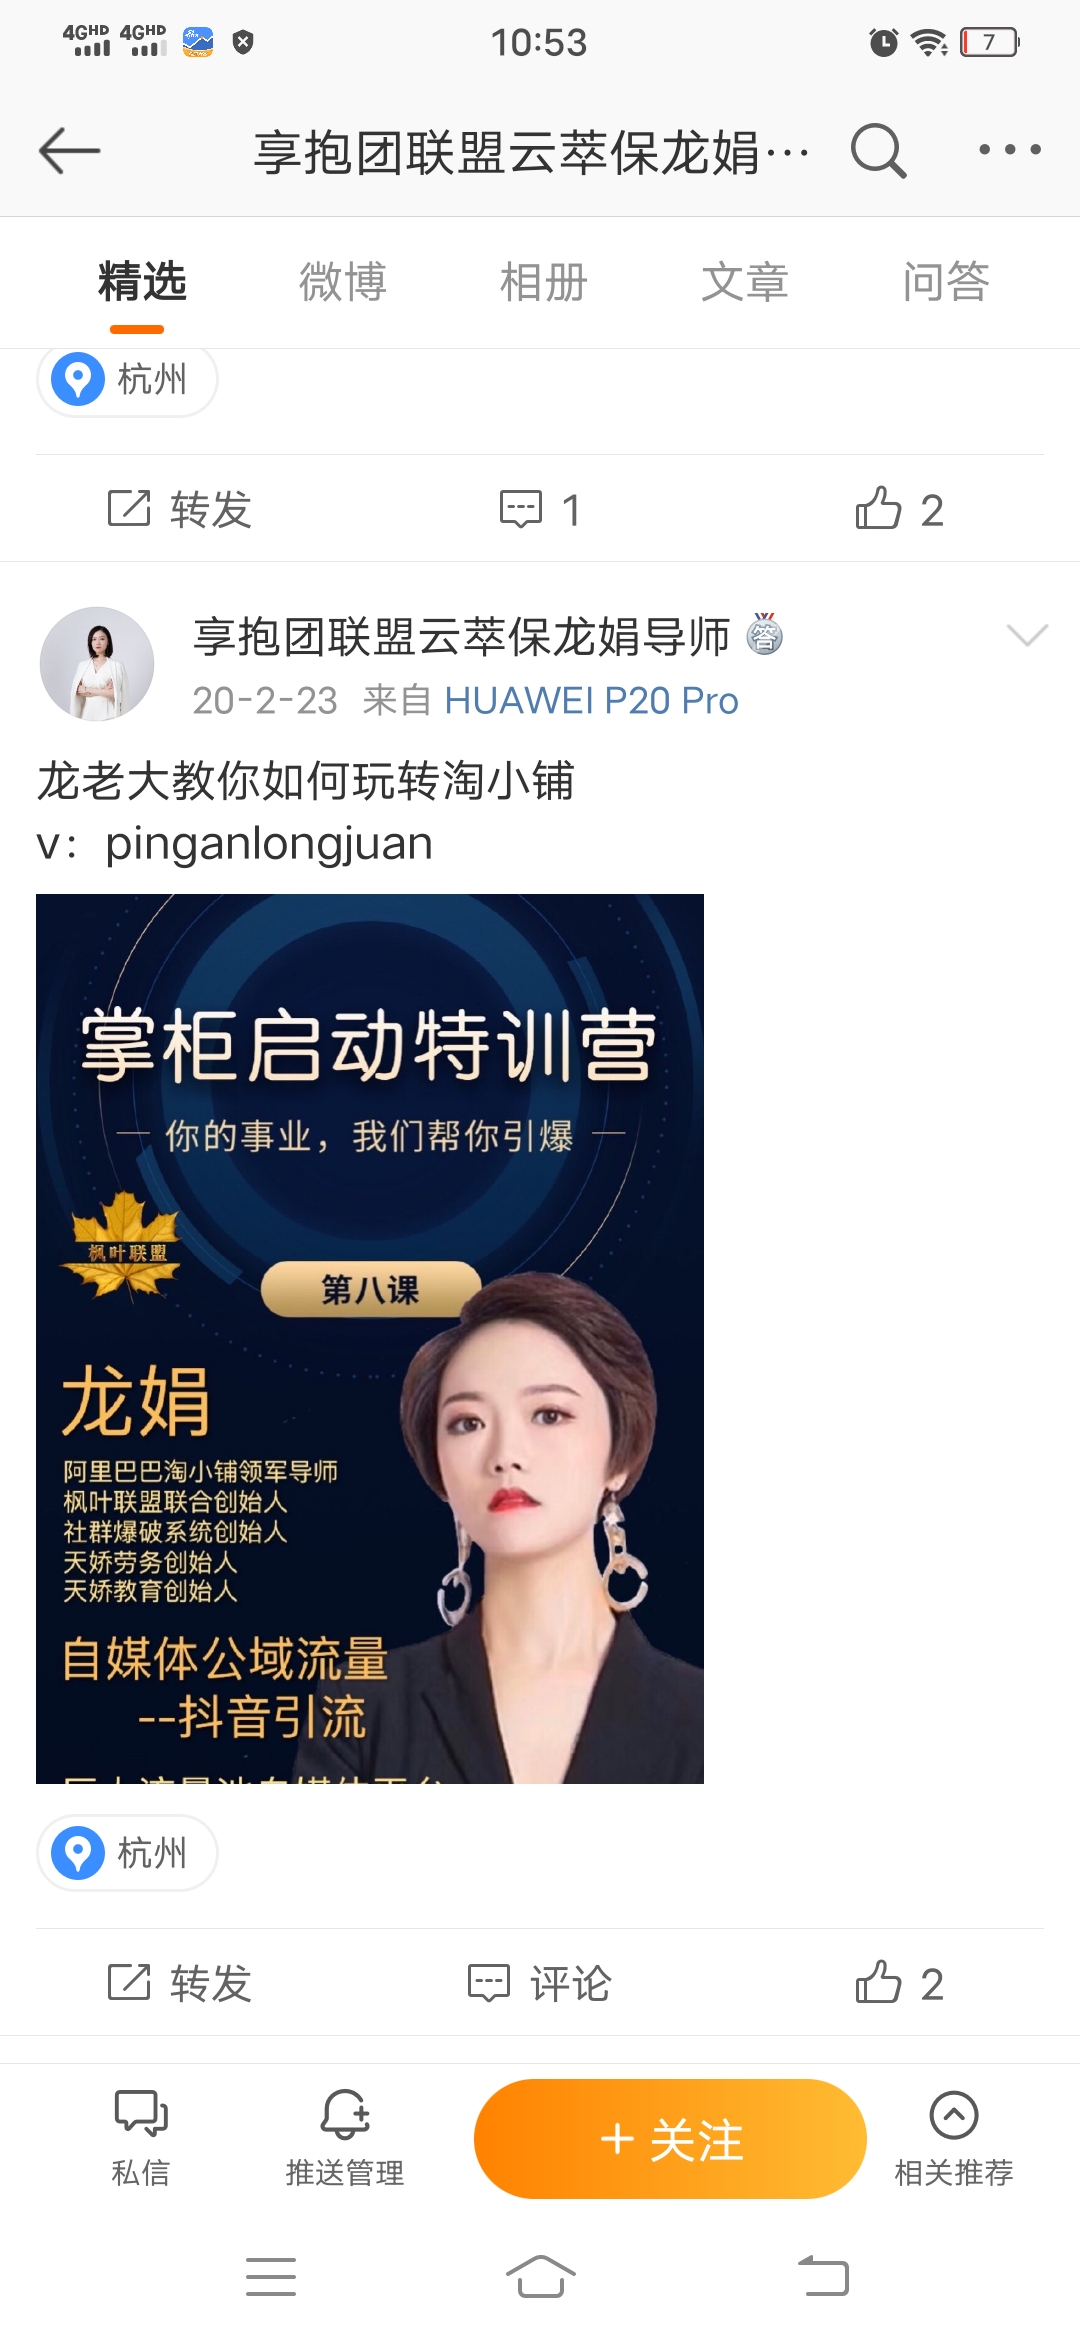 4GHD 4GHD 10:53 7
享抱团联盟云萃保龙娟…
精选 微博 相册 文章 问答
杭州
转发 1 2
享抱团联盟云萃保龙娟导师 答
20-2-23 来自 HUAWEI P20 Pro
龙老大教你如何玩转淘小铺
v：pinganlongjuan
掌柜启动特训营
— 你的事业，我们帮你引爆 —
枫叶联盟
第八课
龙娟
阿里巴巴淘小铺领军导师
枫叶联盟联合创始人
社群爆破系统创始人
天娇劳务创始人
天娇教育创始人
自媒体公域流量
--抖音引流
杭州
转发 评论 2
私信 推送管理 +关注 相关推荐